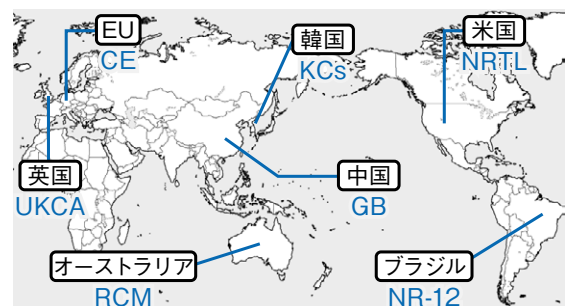 EU
CE
韓国
KCs
米国
NRTL
英国
UKCA
中国
GB
オーストラリア
RCM
ブラジル
NR-12